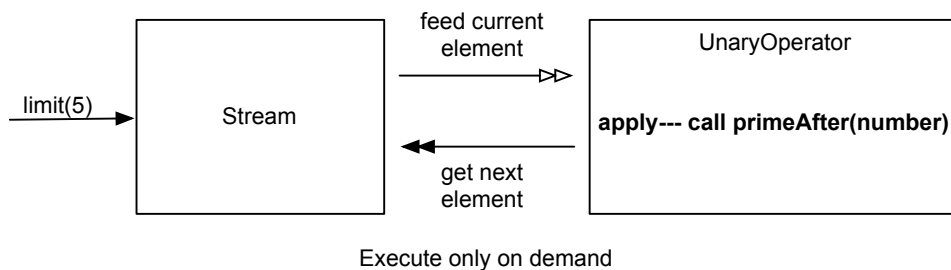 feed current
element
UnaryOperator
limit(5)
Stream
apply--- call primeAfter(number)
get next
element
Execute only on demand